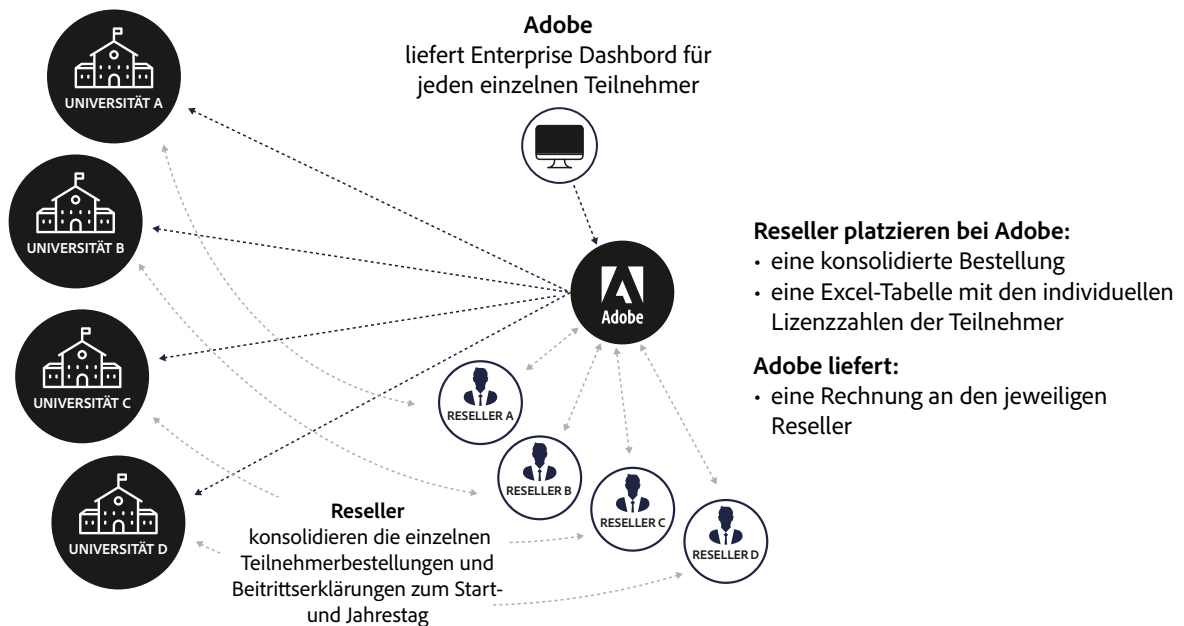 Adobe
liefert Enterprise Dashbord für
jeden einzelnen Teilnehmer
UNIVERSITÄT A
UNIVERSITÄT B
UNIVERSITÄT C
UNIVERSITÄT D
Adobe
RESELLER A
RESELLER B
RESELLER C
RESELLER D
Reseller
konsolidieren die einzelnen
Teilnehmerbestellungen und
Beitrittserklärungen zum Start-
und Jahrestag
Reseller platzieren bei Adobe:
• eine konsolidierte Bestellung
• eine Excel-Tabelle mit den individuellen
Lizenzzahlen der Teilnehmer
Adobe liefert:
• eine Rechnung an den jeweiligen
Reseller